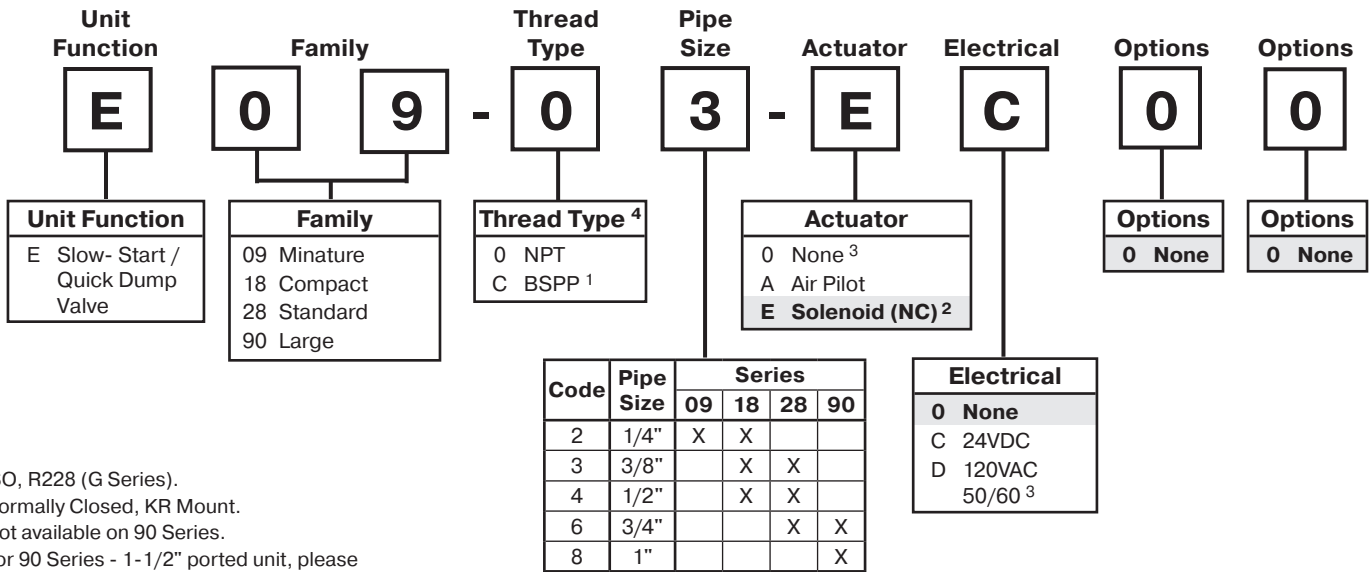 Unit Function
Family
Thread Type
Pipe Size
Actuator
Electrical
Options
Options
E 0 9 - 0 3 - E C 0 0
Unit Function
E Slow- Start /
Quick Dump
Valve
Family
09 Minature
18 Compact
28 Standard
90 Large
Thread Type 4
0 NPT
C BSPP 1
Actuator
0 None 3
A Air Pilot
E Solenoid (NC) 2
Options
0 None
Options
0 None
Code Pipe Size Series
09 18 28 90
2 1/4" X X
3 3/8" X X
4 1/2" X X
6 3/4" X X
8 1" X
Electrical
0 None
C 24VDC
D 120VAC
50/60 3
R228 (G Series).
Closed, KR Mount.
available on 90 Series.
90 Series - 1-1/2" ported unit, please